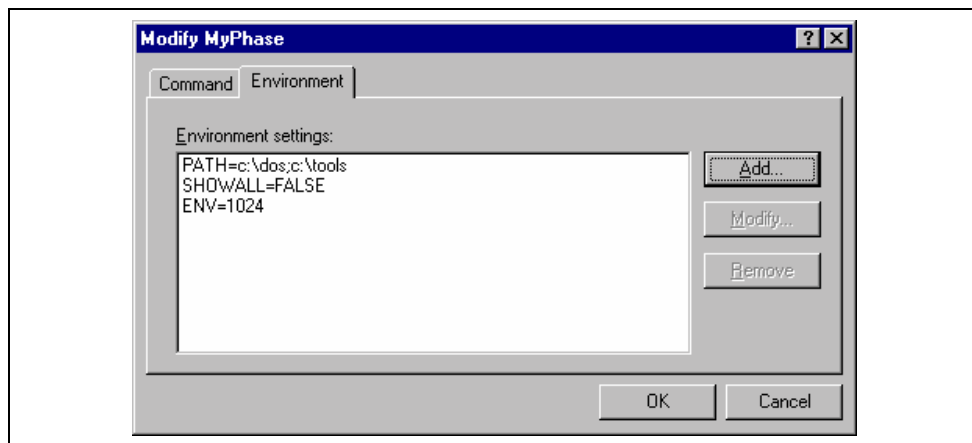 Modify MyPhase
Command
Environment
Environment settings:
PATH=c:\dos;c:\tools
SHOWALL=FALSE
ENV=1024
Add...
Modify...
Remove
OK
Cancel